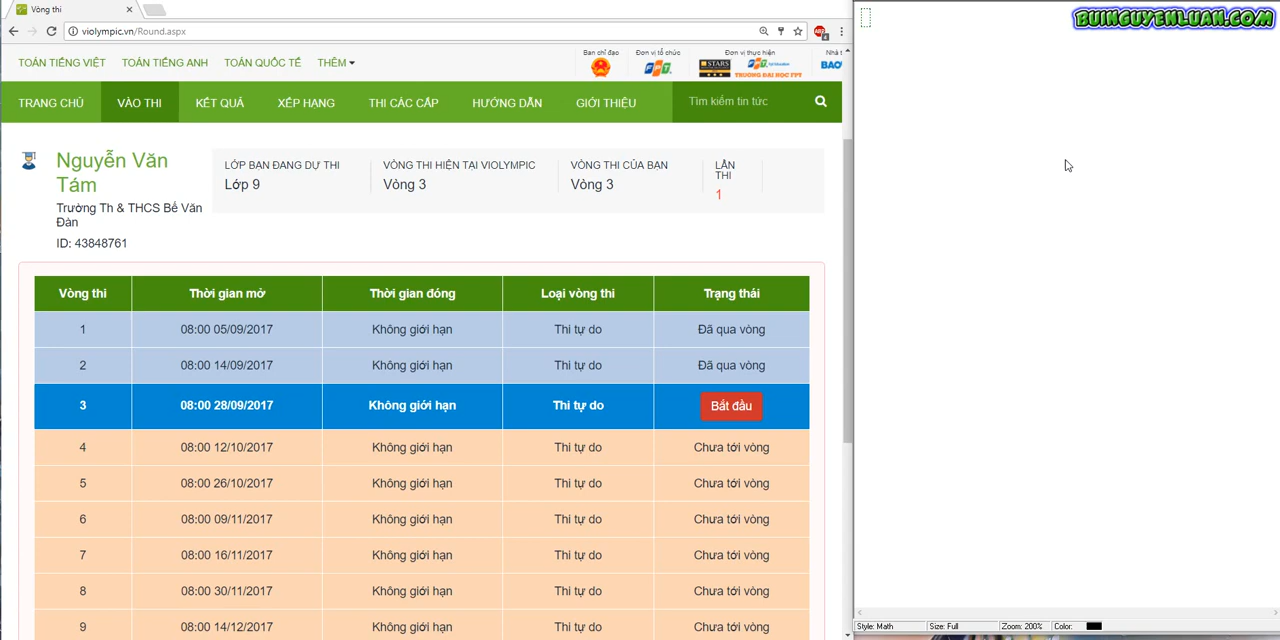 Vòng thi
violympic.vn/Round.aspx
BUINGUYENLUAN.COM
TOÁN TIẾNG VIỆT TOÁN TIẾNG ANH TOÁN QUỐC TẾ THÊM
Ban chỉ đạo Đơn vị tổ chức Đơn vị thực hiện Nhà t
FPT STARS FPT TRƯỜNG ĐẠI HỌC FPT BÁO
TRANG CHỦ VÀO THI KẾT QUẢ XẾP HẠNG THI CÁC CẤP HƯỚNG DẪN GIỚI THIỆU Tìm kiếm tin tức
Nguyễn Văn
Tám
Trường Th & THCS Bế Văn
Đàn
ID: 43848761
LỚP BẠN ĐANG DỰ THI
Lớp 9
VÒNG THI HIỆN TẠI VIOLYMPIC
Vòng 3
VÒNG THI CỦA BẠN
Vòng 3
LẦN
THI
1
Vòng thi Thời gian mở Thời gian đóng Loại vòng thi Trạng thái
1 08:00 05/09/2017 Không giới hạn Thi tự do Đã qua vòng
2 08:00 14/09/2017 Không giới hạn Thi tự do Đã qua vòng
3 08:00 28/09/2017 Không giới hạn Thi tự do Bắt đầu
4 08:00 12/10/2017 Không giới hạn Thi tự do Chưa tới vòng
5 08:00 26/10/2017 Không giới hạn Thi tự do Chưa tới vòng
6 08:00 09/11/2017 Không giới hạn Thi tự do Chưa tới vòng
7 08:00 16/11/2017 Không giới hạn Thi tự do Chưa tới vòng
8 08:00 30/11/2017 Không giới hạn Thi tự do Chưa tới vòng
9 08:00 14/12/2017 Không giới hạn Thi tự do Chưa tới vòng
Style: Math Size: Full Zoom: 200% Color: